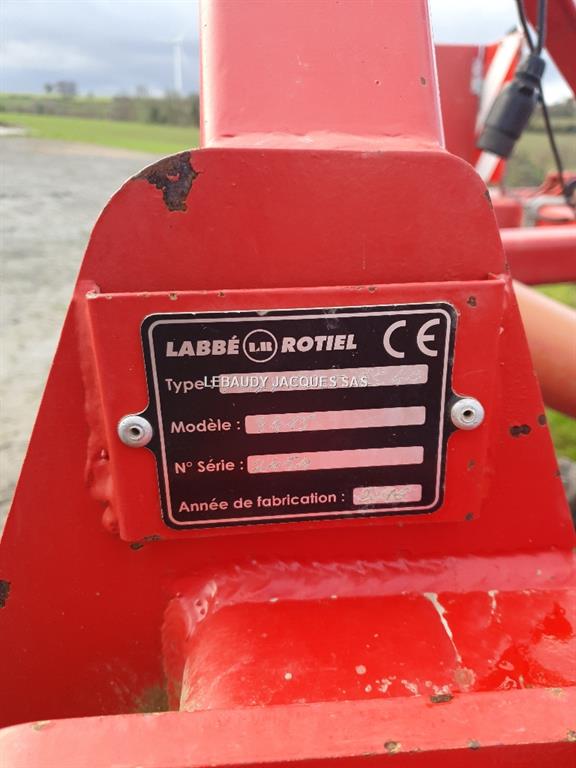 LABBÉ LR ROTIEL CE
Type
LEBAUDY JACQUES SAS
Modèle :
N° Série :
Année de fabrication :